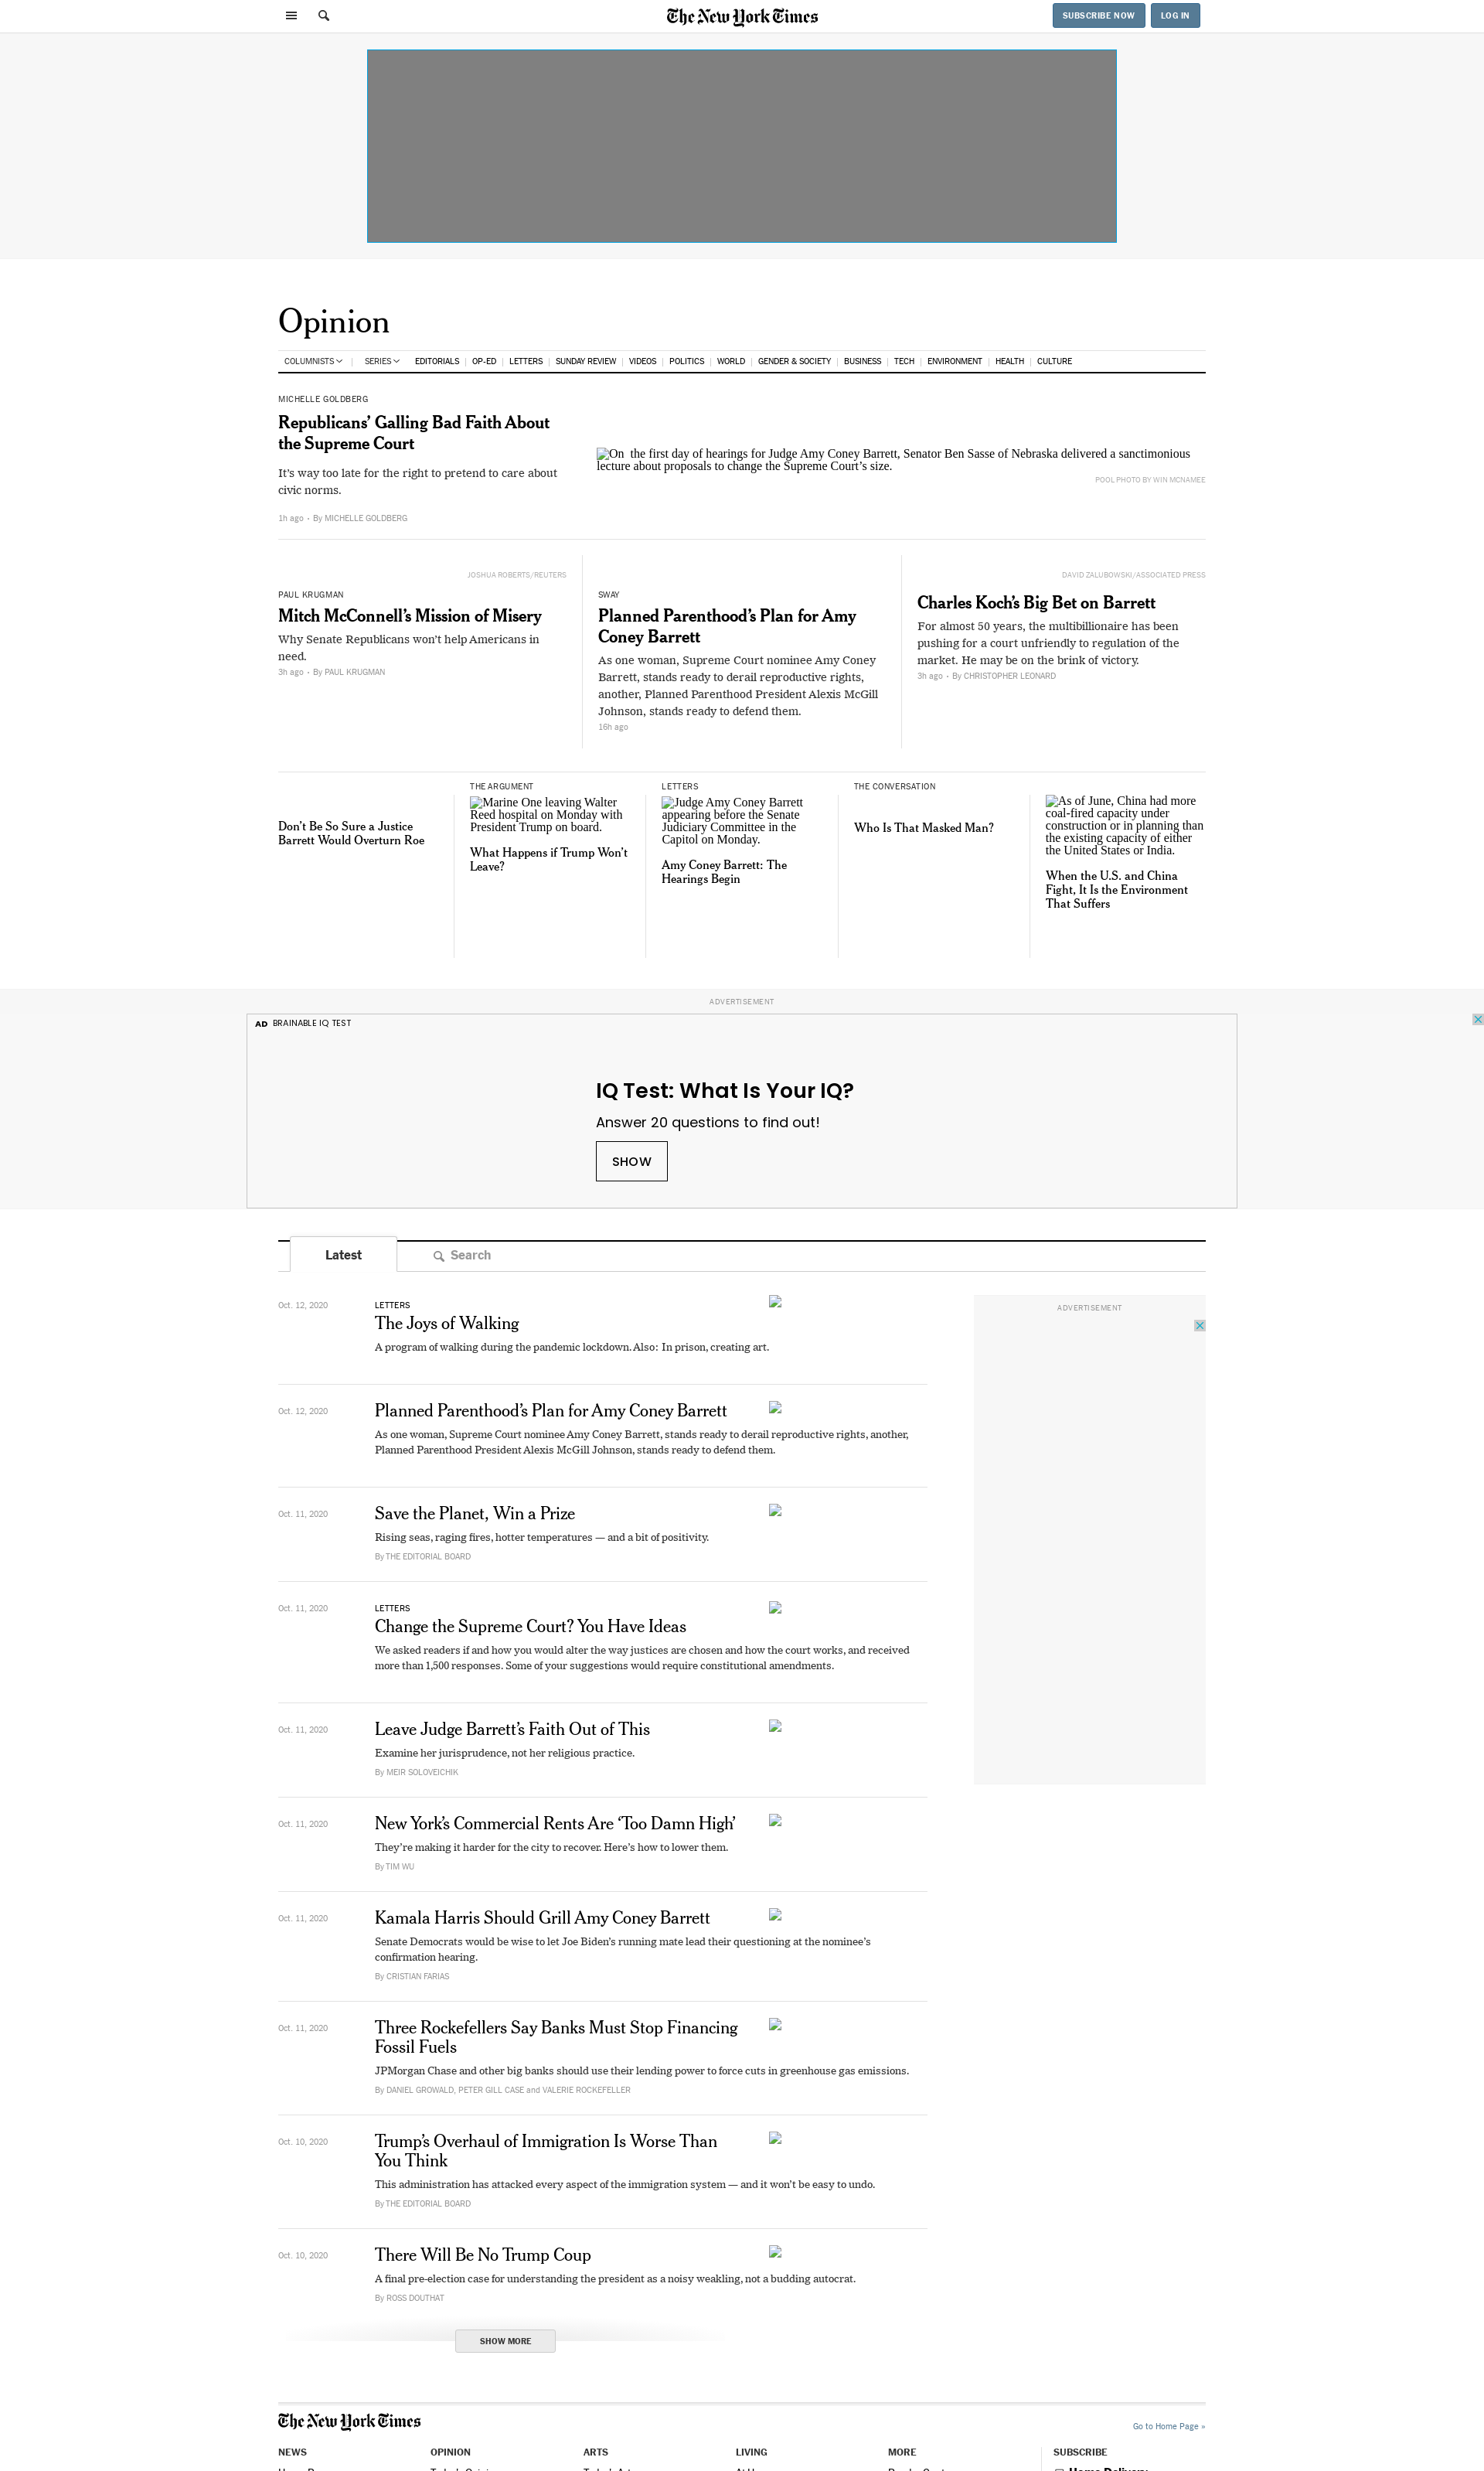 The New York Times
SUBSCRIBE NOW
LOG IN
Opinion
COLUMNISTS
SERIES
EDITORIALS
OP-ED
LETTERS
SUNDAY REVIEW
VIDEOS
POLITICS
WORLD
GENDER & SOCIETY
BUSINESS
TECH
ENVIRONMENT
HEALTH
CULTURE
MICHELLE GOLDBERG
Republicans’ Galling Bad Faith About
the Supreme Court
It’s way too late for the right to pretend to care about
civic norms.
1h ago • By MICHELLE GOLDBERG
On the first day of hearings for Judge Amy Coney Barrett, Senator Ben Sasse of Nebraska delivered a sanctimonious
lecture about proposals to change the Supreme Court’s size.
POOL PHOTO BY WIN MCNAMEE
JOSHUA ROBERTS/REUTERS
PAUL KRUGMAN
Mitch McConnell’s Mission of Misery
Why Senate Republicans won’t help Americans in
need.
3h ago • By PAUL KRUGMAN
SWAY
Planned Parenthood’s Plan for Amy
Coney Barrett
As one woman, Supreme Court nominee Amy Coney
Barrett, stands ready to derail reproductive rights,
another, Planned Parenthood President Alexis McGill
Johnson, stands ready to defend them.
16h ago
DAVID ZALUBOWSKI/ASSOCIATED PRESS
Charles Koch’s Big Bet on Barrett
For almost 50 years, the multibillionaire has been
pushing for a court unfriendly to regulation of the
market. He may be on the brink of victory.
3h ago • By CHRISTOPHER LEONARD
Don’t Be So Sure a Justice
Barrett Would Overturn Roe
THE ARGUMENT
Marine One leaving Walter
Reed hospital on Monday with
President Trump on board.
What Happens if Trump Won’t
Leave?
LETTERS
Judge Amy Coney Barrett
appearing before the Senate
Judiciary Committee in the
Capitol on Monday.
Amy Coney Barrett: The
Hearings Begin
THE CONVERSATION
Who Is That Masked Man?
As of June, China had more
coal-fired capacity under
construction or in planning than
the existing capacity of either
the United States or India.
When the U.S. and China
Fight, It Is the Environment
That Suffers
ADVERTISEMENT
AD BRAINABLE IQ TEST
IQ Test: What Is Your IQ?
Answer 20 questions to find out!
SHOW
Latest
Search
ADVERTISEMENT
Oct. 12, 2020
LETTERS
The Joys of Walking
A program of walking during the pandemic lockdown. Also: In prison, creating art.
Oct. 12, 2020
Planned Parenthood’s Plan for Amy Coney Barrett
As one woman, Supreme Court nominee Amy Coney Barrett, stands ready to derail reproductive rights, another,
Planned Parenthood President Alexis McGill Johnson, stands ready to defend them.
Oct. 11, 2020
Save the Planet, Win a Prize
Rising seas, raging fires, hotter temperatures — and a bit of positivity.
By THE EDITORIAL BOARD
Oct. 11, 2020
LETTERS
Change the Supreme Court? You Have Ideas
We asked readers if and how you would alter the way justices are chosen and how the court works, and received
more than 1,500 responses. Some of your suggestions would require constitutional amendments.
Oct. 11, 2020
Leave Judge Barrett’s Faith Out of This
Examine her jurisprudence, not her religious practice.
By MEIR SOLOVEICHIK
Oct. 11, 2020
New York’s Commercial Rents Are ‘Too Damn High’
They’re making it harder for the city to recover. Here’s how to lower them.
By TIM WU
Oct. 11, 2020
Kamala Harris Should Grill Amy Coney Barrett
Senate Democrats would be wise to let Joe Biden’s running mate lead their questioning at the nominee’s
confirmation hearing.
By CRISTIAN FARIAS
Oct. 11, 2020
Three Rockefellers Say Banks Must Stop Financing
Fossil Fuels
JPMorgan Chase and other big banks should use their lending power to force cuts in greenhouse gas emissions.
By DANIEL GROWALD, PETER GILL CASE and VALERIE ROCKEFELLER
Oct. 10, 2020
Trump’s Overhaul of Immigration Is Worse Than
You Think
This administration has attacked every aspect of the immigration system — and it won’t be easy to undo.
By THE EDITORIAL BOARD
Oct. 10, 2020
There Will Be No Trump Coup
A final pre-election case for understanding the president as a noisy weakling, not a budding autocrat.
By ROSS DOUTHAT
SHOW MORE
The New York Times
Go to Home Page »
NEWS
OPINION
ARTS
LIVING
MORE
SUBSCRIBE